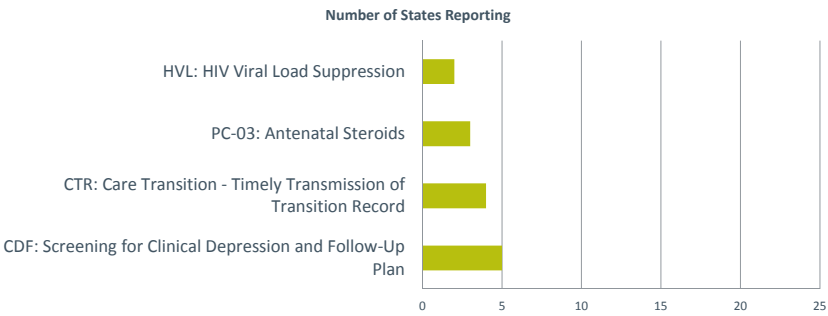 Number of States Reporting
HVL: HIV Viral Load Suppression
PC-03: Antenatal Steroids
CTR: Care Transition - Timely Transmission of
Transition Record
CDF: Screening for Clinical Depression and Follow-Up
Plan
0 5 10 15 20 25